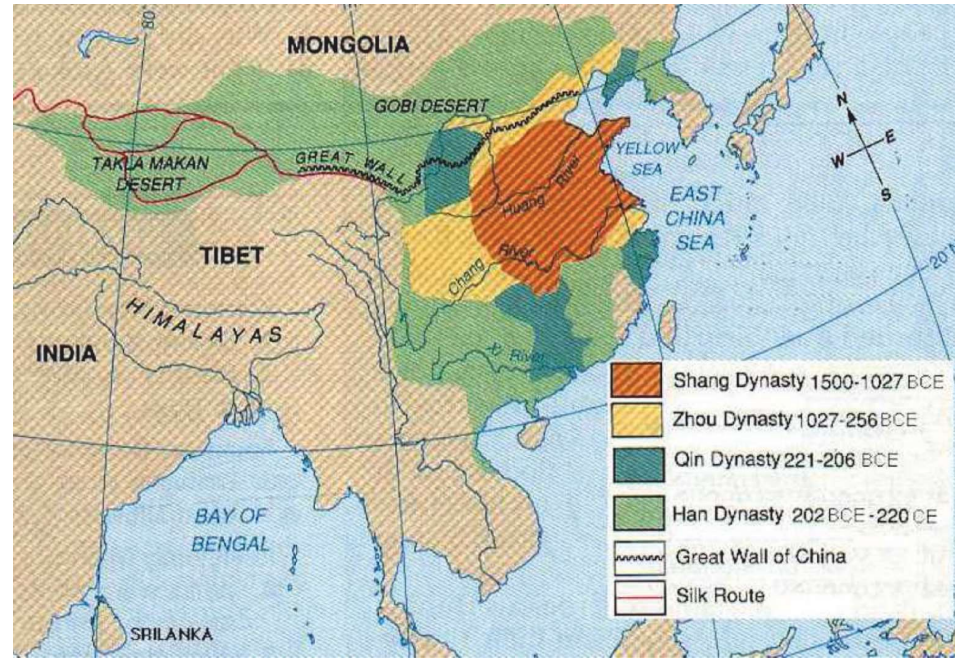 80°
MONGOLIA
GOBI DESERT
TAKLA MAKAN
DESERT
GREAT WALL
Huang
River
YELLOW
SEA
N
W
E
S
EAST
CHINA
SEA
TIBET
Chang
River
20°N
HIMALAYAS
INDIA
Xi River
Shang Dynasty 1500-1027 BCE
Zhou Dynasty 1027-256 BCE
Qin Dynasty 221-206 BCE
Han Dynasty 202 BCE-220 CE
Great Wall of China
Silk Route
BAY OF
BENGAL
SRILANKA